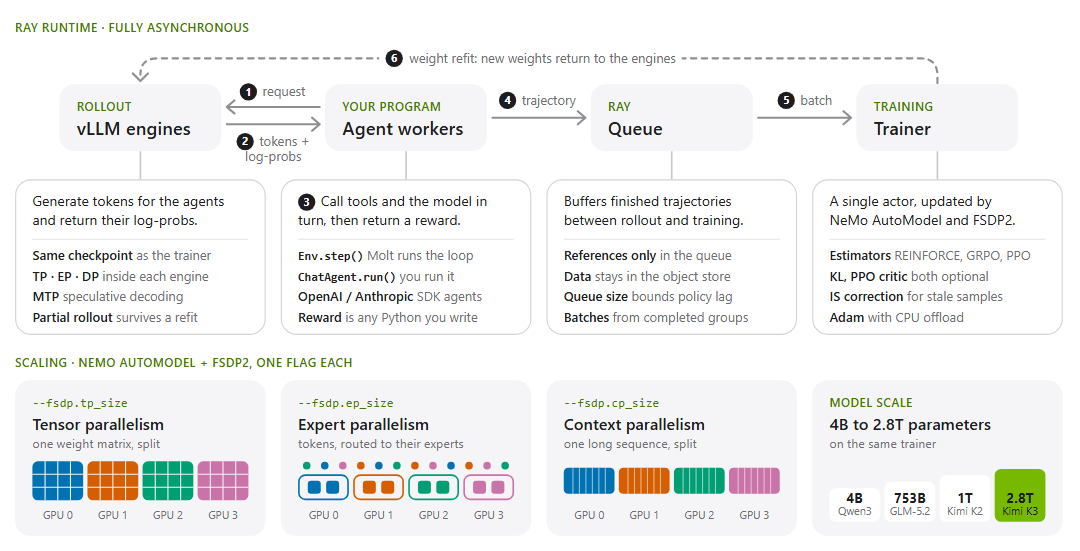 RAY RUNTIME · FULLY ASYNCHRONOUS
6 weight refit: new weights return to the engines
ROLLOUT
vLLM engines
1 request
2 tokens +
log-probs
YOUR PROGRAM
Agent workers
4 trajectory
RAY
Queue
5 batch
TRAINING
Trainer
Generate tokens for the agents
and return their log-probs.
Same checkpoint as the trainer
TP · EP · DP inside each engine
MTP speculative decoding
Partial rollout survives a refit
3 Call tools and the model in
turn, then return a reward.
Env.step() Molt runs the loop
ChatAgent.run() you run it
OpenAI / Anthropic SDK agents
Reward is any Python you write
Buffers finished trajectories
between rollout and training.
References only in the queue
Data stays in the object store
Queue size bounds policy lag
Batches from completed groups
A single actor, updated by
NeMo AutoModel and FSDP2.
Estimators REINFORCE, GRPO, PPO
KL, PPO critic both optional
IS correction for stale samples
Adam with CPU offload
SCALING · NEMO AUTOMODEL + FSDP2, ONE FLAG EACH
--fsdp.tp_size
Tensor parallelism
one weight matrix, split
GPU 0 GPU 1 GPU 2 GPU 3
--fsdp.ep_size
Expert parallelism
tokens, routed to their experts
GPU 0 GPU 1 GPU 2 GPU 3
--fsdp.cp_size
Context parallelism
one long sequence, split
GPU 0 GPU 1 GPU 2 GPU 3
MODEL SCALE
4B to 2.8T parameters
on the same trainer
4B
Qwen3
753B
GLM-5.2
1T
Kimi K2
2.8T
Kimi K3